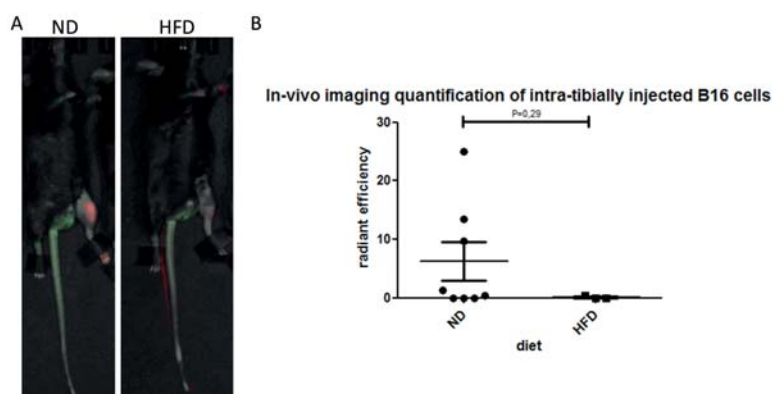 A
ND
HFD
B
In-vivo imaging quantification of intra-tibially injected B16 cells
P=0,29
30
20
10
0
radiant efficiency
ND
HFD
diet